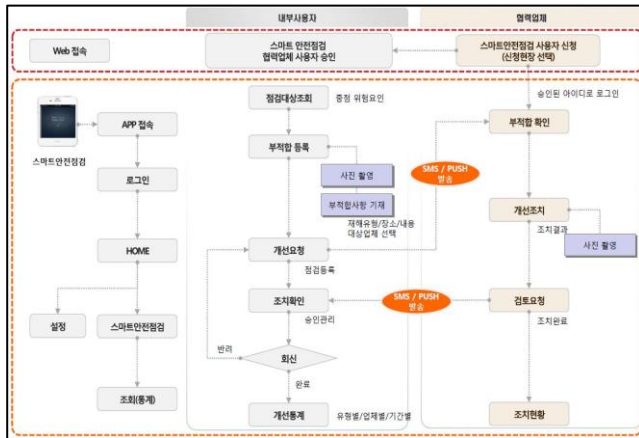 내부사용자
협력업체
Web 접속
스마트 안전점검
협력업체 사용자 승인
스마트안전점검 사용자 신청
(신청현장 선택)
승인된 아이디로 로그인
스마트안전점검
APP 접속
로그인
HOME
설정
스마트안전점검
조회(통계)
점검대상조회
중점 위험요인
부적합 등록
사진 촬영
부적합사항 기재
재해유형/장소/내용
대상업체 선택
개선요청
점검등록
조치확인
승인관리
반려
회신
완료
개선통계
유형별/업체별/기간별
SMS / PUSH
발송
SMS / PUSH
발송
부적합 확인
개선조치
조치결과
사진 촬영
검토요청
조치완료
조치현황